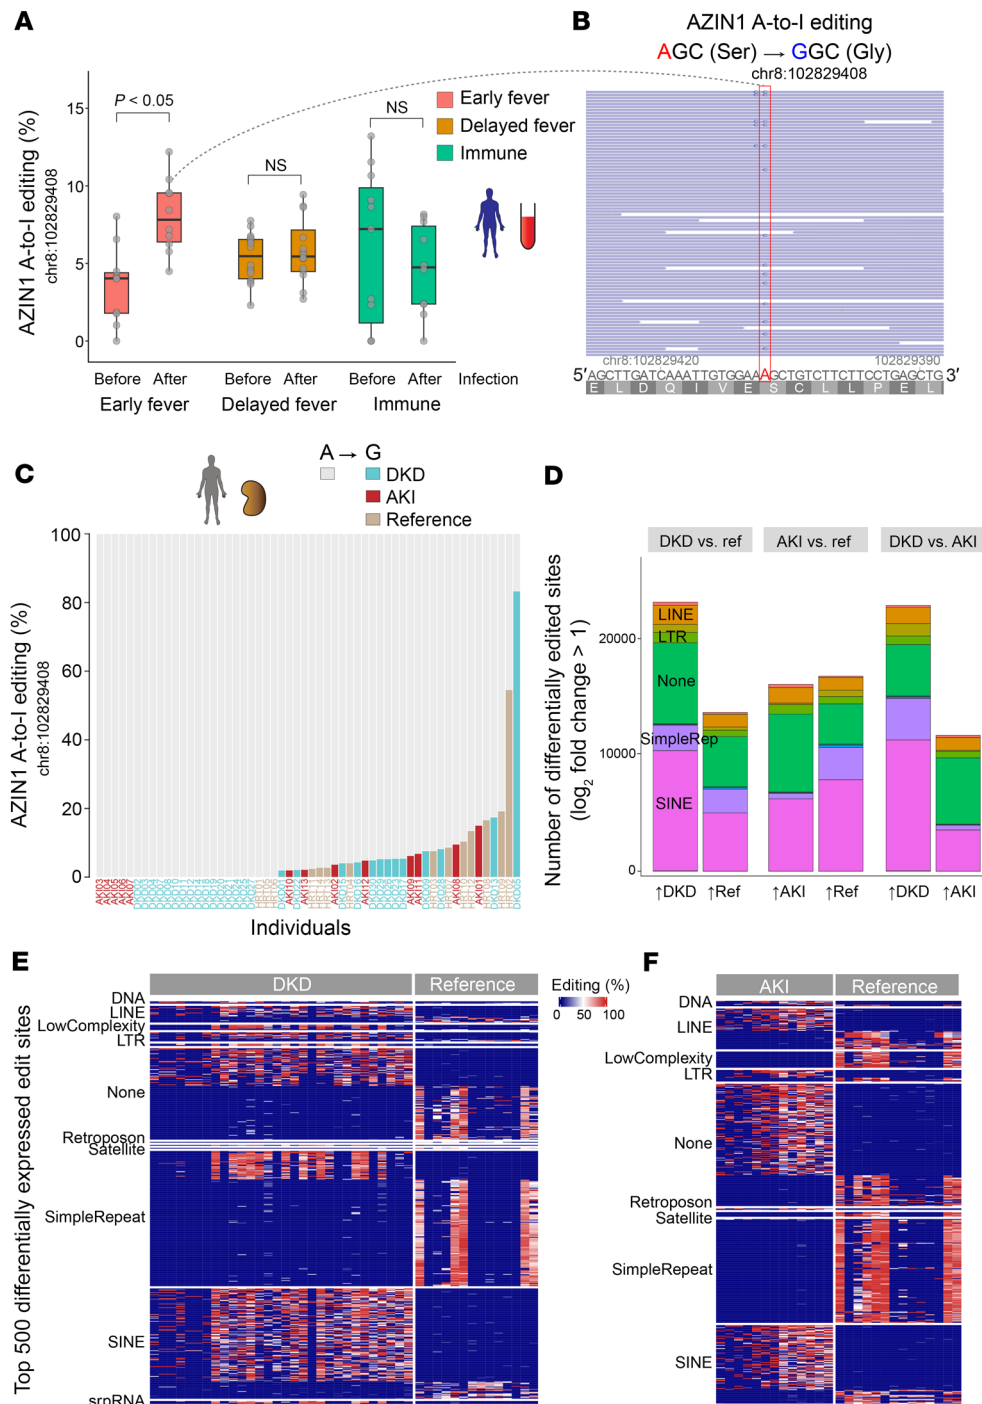 A
AZIN1 A-to-I editing (%)
chr8:102829408
15
10
5
0
P < 0.05
NS
NS
Early fever
Delayed fever
Immune
Before After Before After Before After Infection
Early fever Delayed fever Immune
B
AZIN1 A-to-I editing
AGC (Ser) → GGC (Gly)
chr8:102829408
chr8:102829420 102829390
5′ AGCTTGATCAAATTGTGGAAAGCTGTCTTCTTCCTGAGCTG 3′
E L D Q I V E S C L L P E L
C
A → G
DKD
AKI
Reference
AZIN1 A-to-I editing (%)
chr8:102829408
100
80
60
40
20
0
Individuals
D
Number of differentially edited sites
(log2 fold change > 1)
DKD vs. ref AKI vs. ref DKD vs. AKI
20000
10000
0
LINE
LTR
None
SimpleRep
SINE
↑DKD ↑Ref ↑AKI ↑Ref ↑DKD ↑AKI
E
Top 500 differentially expressed edit sites
DKD Reference
DNA
LINE
LowComplexity
LTR
None
Retroposon
Satellite
SimpleRepeat
SINE
srpRNA
Editing (%)
0 50 100
F
AKI Reference
DNA
LINE
LowComplexity
LTR
None
Retroposon
Satellite
SimpleRepeat
SINE